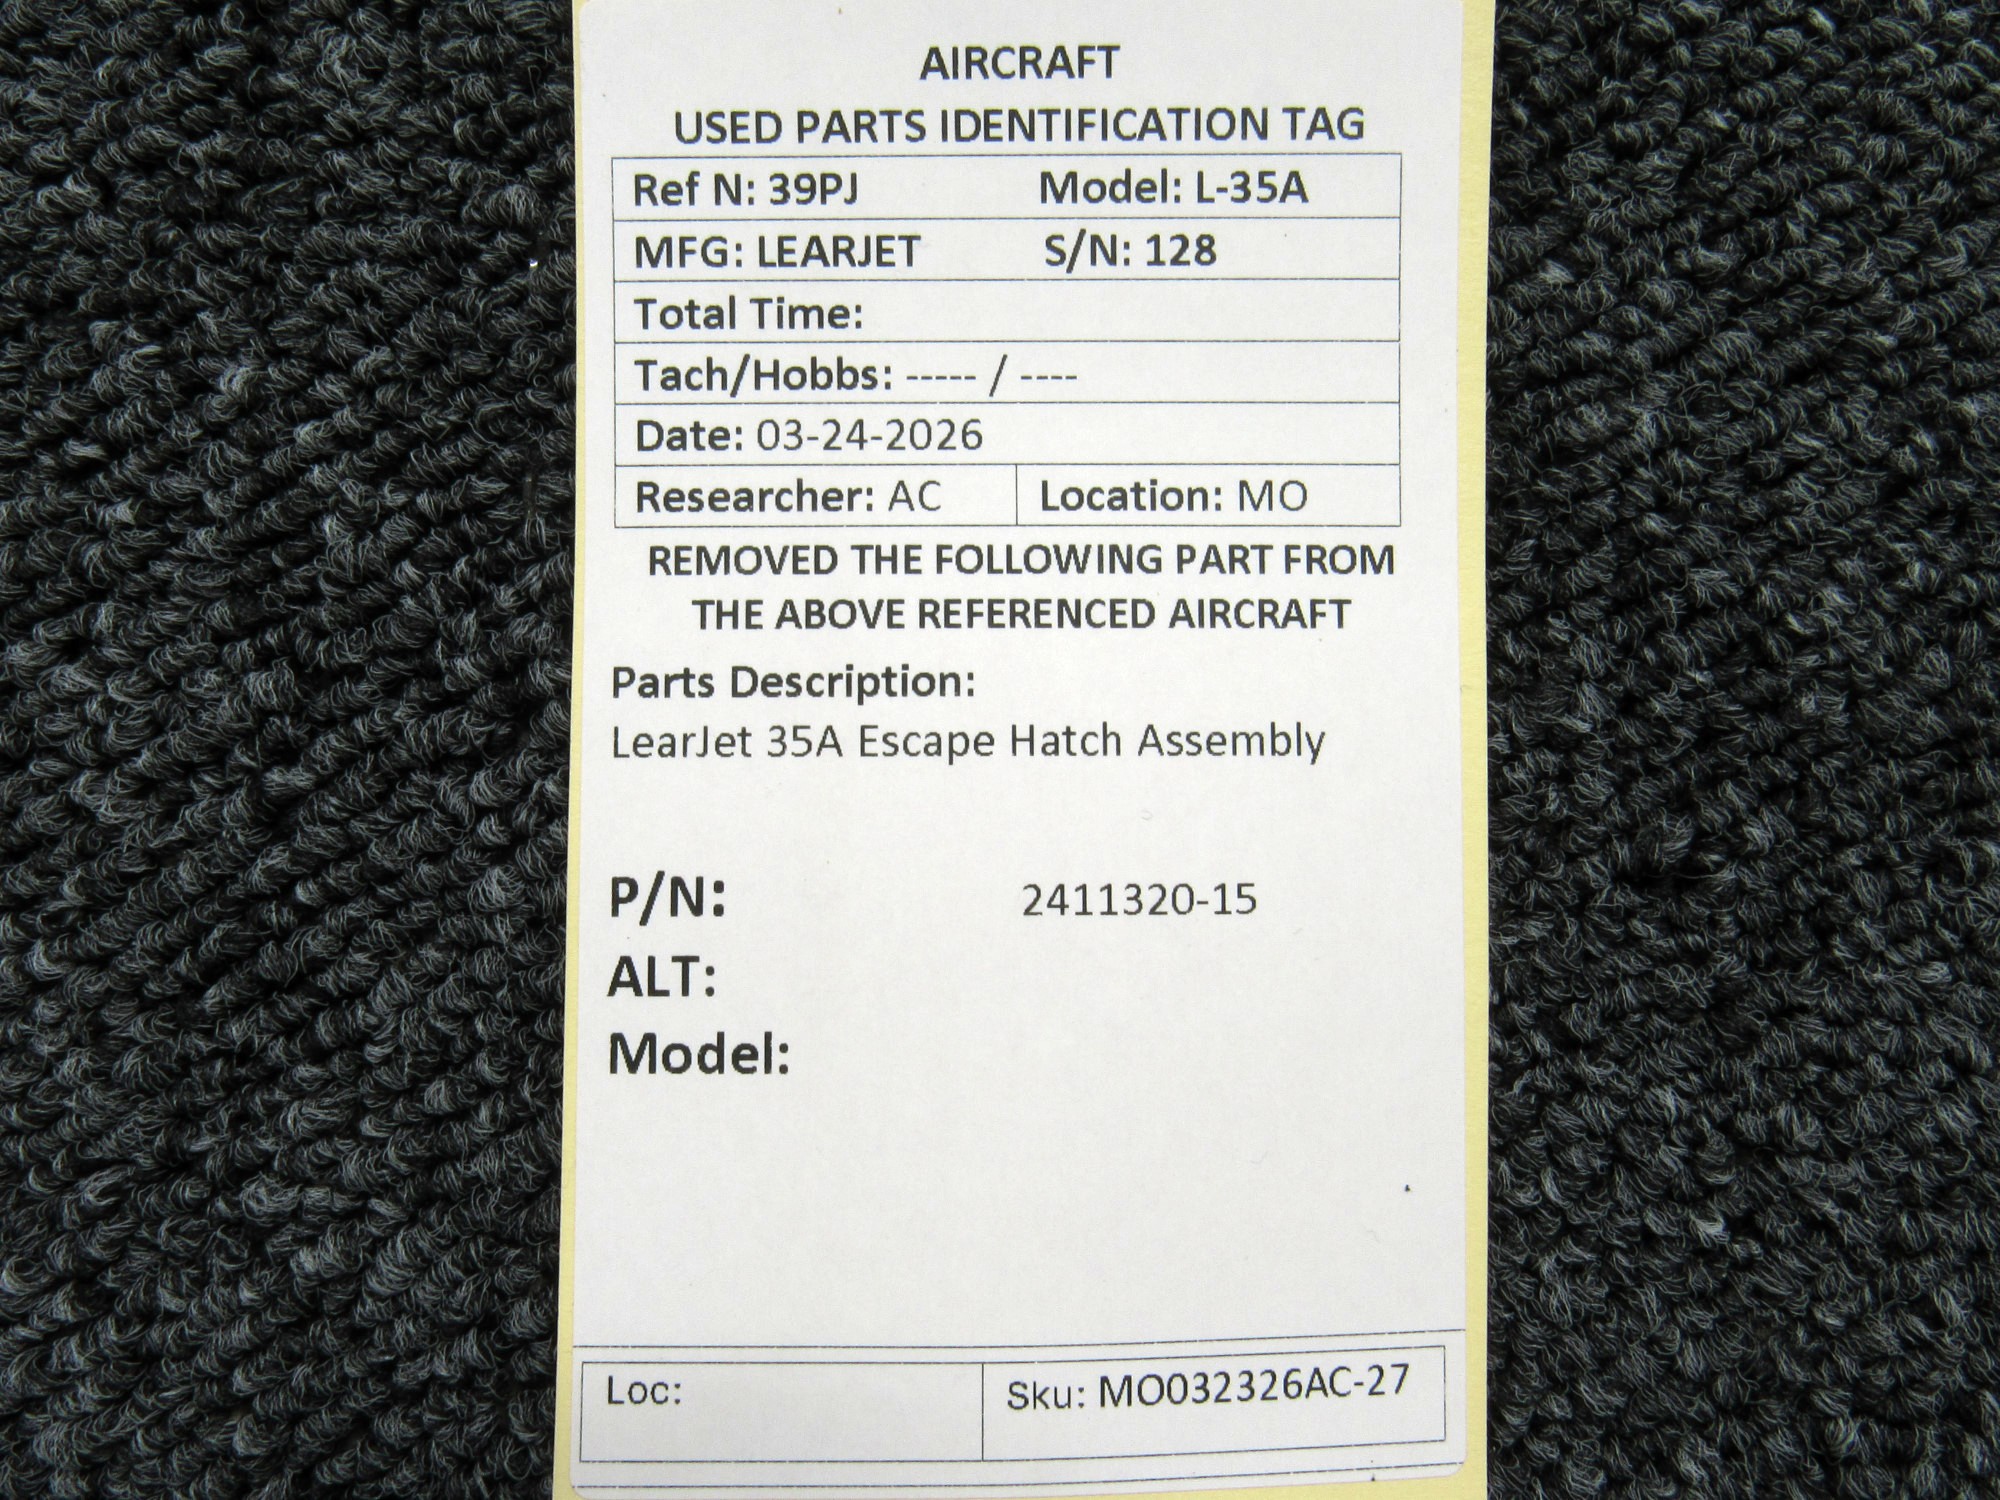 AIRCRAFT
USED PARTS IDENTIFICATION TAG
Ref N: 39PJ Model: L-35A
MFG: LEARJET S/N: 128
Total Time:
Tach/Hobbs: ----- / ----
Date: 03-24-2026
Researcher: AC Location: MO
REMOVED THE FOLLOWING PART FROM
THE ABOVE REFERENCED AIRCRAFT
Parts Description:
LearJet 35A Escape Hatch Assembly
P/N: 2411320-15
ALT:
Model:
Loc: Sku: MO032326AC-27